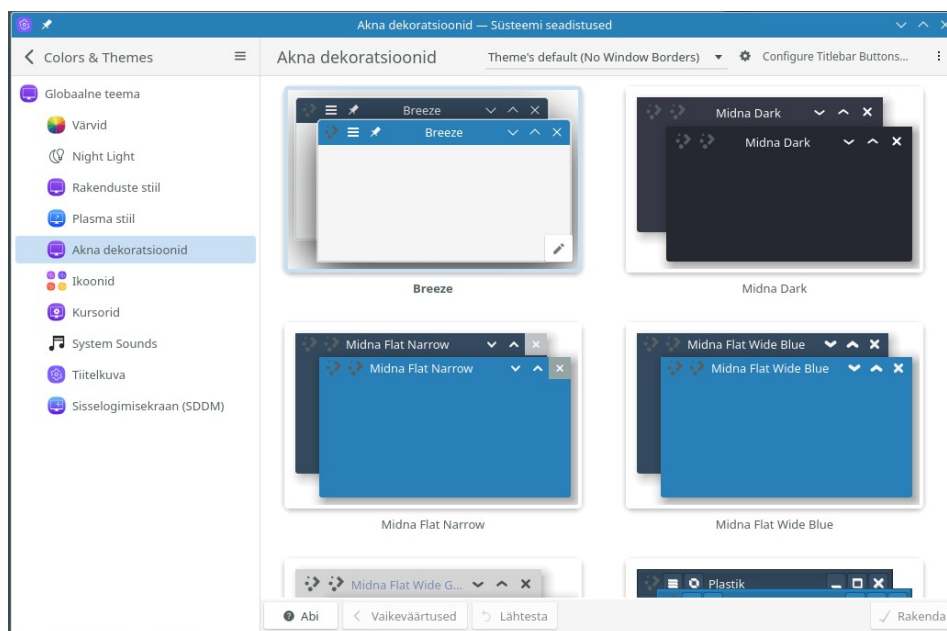 Akna dekoratsioonid — Süsteemi seadistused
Colors & Themes
Akna dekoratsioonid
Theme's default (No Window Borders)
Configure Titlebar Buttons...
Globaalne teema
Värvid
Night Light
Rakenduste stiil
Plasma stiil
Akna dekoratsioonid
Ikoonid
Kursorid
System Sounds
Tiitelkuva
Sisselogimisekraan (SDDM)
Breeze
Breeze
Breeze
Midna Dark
Midna Dark
Midna Dark
Midna Flat Narrow
Midna Flat Narrow
Midna Flat Narrow
Midna Flat Wide Blue
Midna Flat Wide Blue
Midna Flat Wide Blue
Midna Flat Wide G...
Plastik
Abi
Vaikeväärtused
Lähtesta
Rakenda